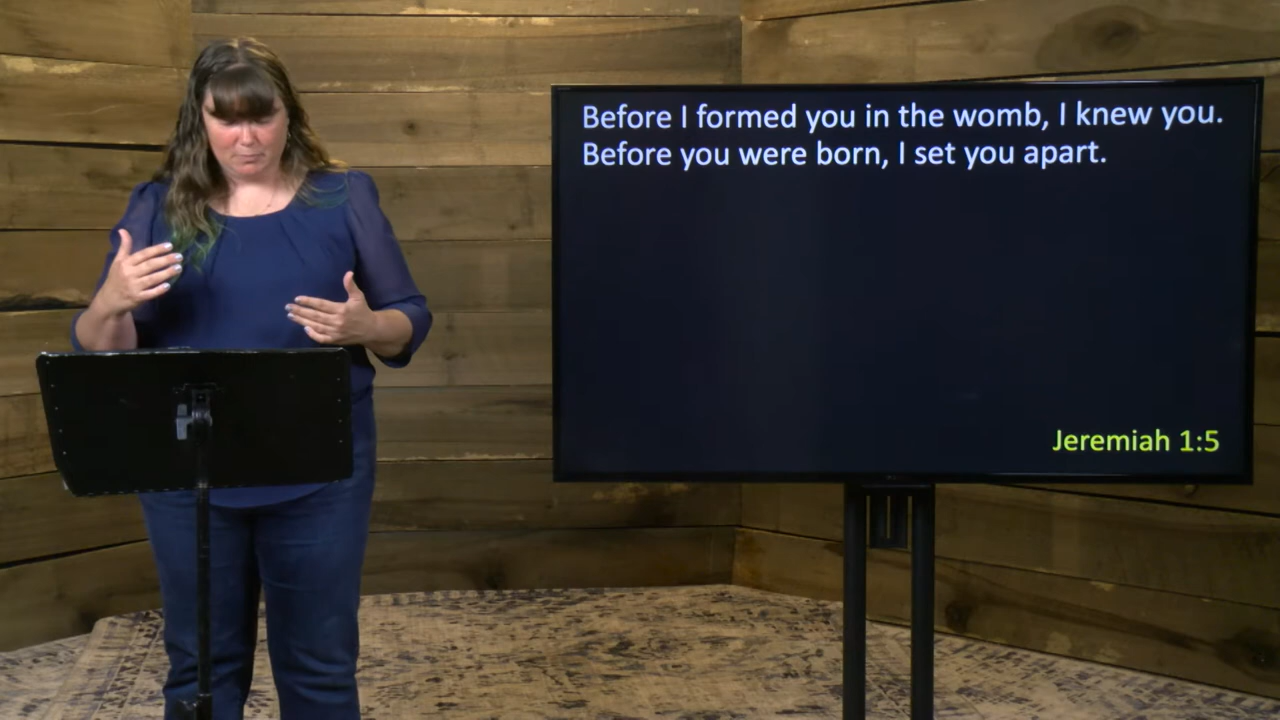 Before I formed you in the womb, I knew you.
Before you were born, I set you apart.
Jeremiah 1:5